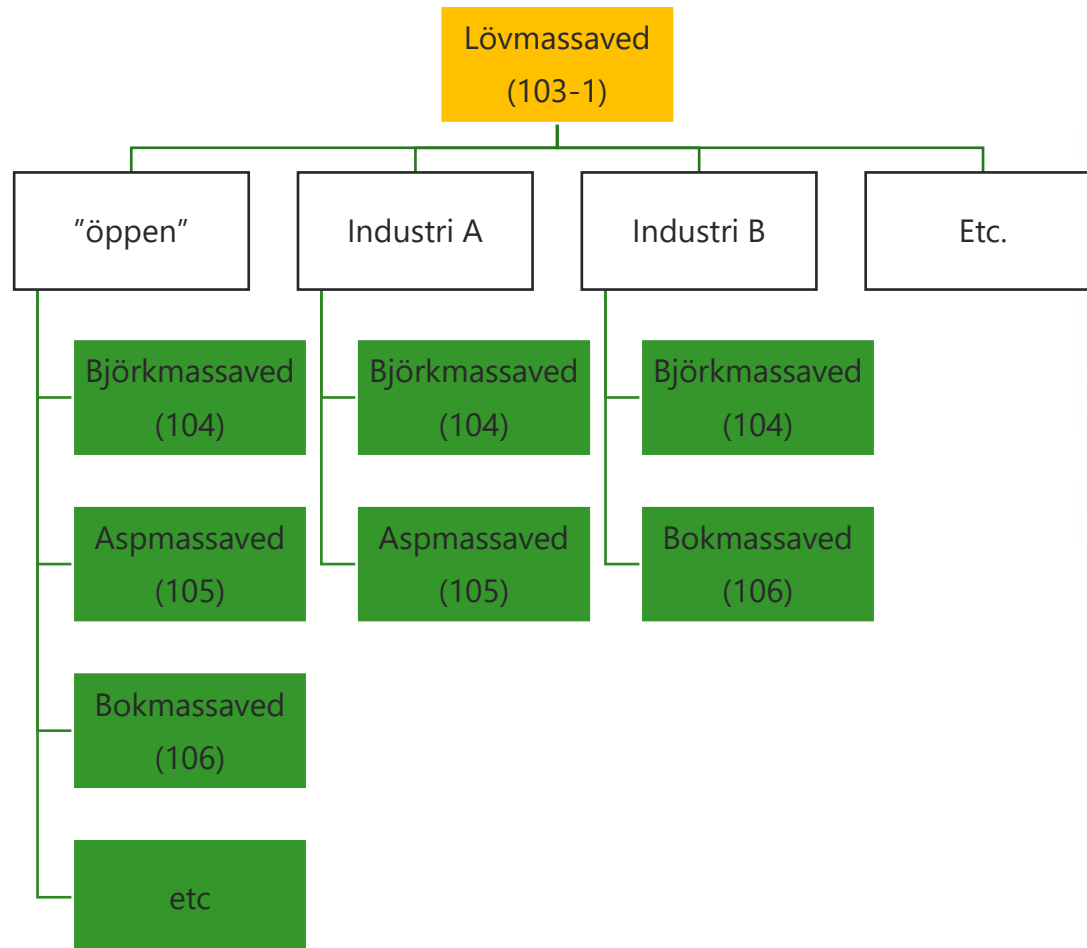 Lövmassaved
(103-1)
”öppen”
Industri A
Industri B
Etc.
Björkmassaved
(104)
Björkmassaved
(104)
Björkmassaved
(104)
Aspmassaved
(105)
Aspmassaved
(105)
Bokmassaved
(106)
Bokmassaved
(106)
etc